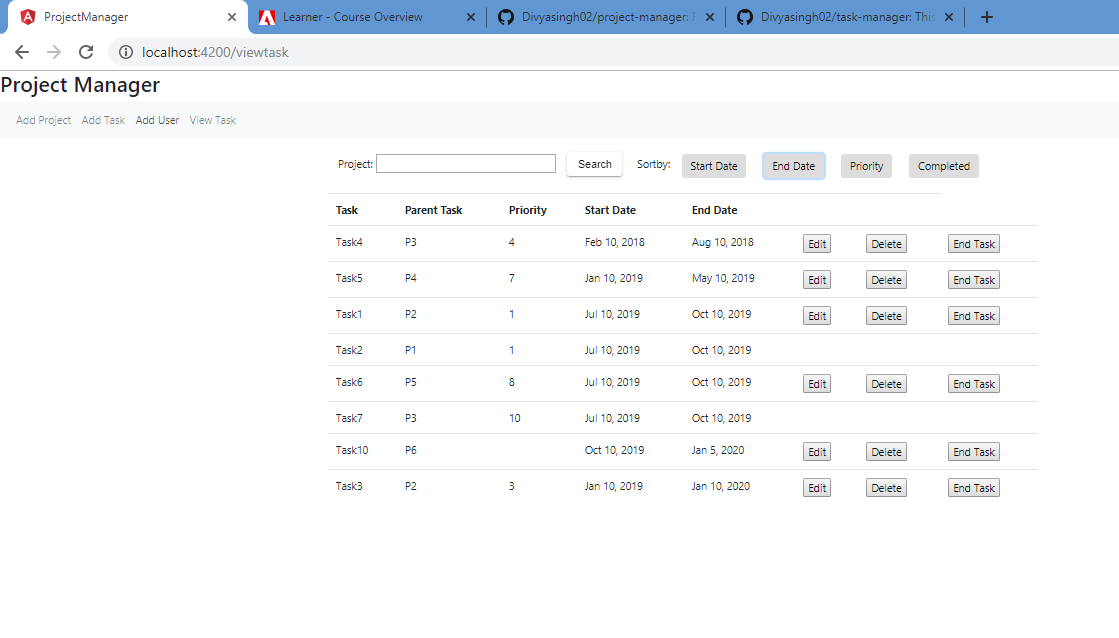 ProjectManager Learner - Course Overview Divyasingh02/project-manager: Divyasingh02/task-manager: This
localhost:4200/viewtask
Project Manager
Add Project Add Task Add User View Task
Project: Search Sortby: Start Date End Date Priority Completed
Task Parent Task Priority Start Date End Date
Task4 P3 4 Feb 10, 2018 Aug 10, 2018 Edit Delete End Task
Task5 P4 7 Jan 10, 2019 May 10, 2019 Edit Delete End Task
Task1 P2 1 Jul 10, 2019 Oct 10, 2019 Edit Delete End Task
Task2 P1 1 Jul 10, 2019 Oct 10, 2019
Task6 P5 8 Jul 10, 2019 Oct 10, 2019 Edit Delete End Task
Task7 P3 10 Jul 10, 2019 Oct 10, 2019
Task10 P6 Oct 10, 2019 Jan 5, 2020 Edit Delete End Task
Task3 P2 3 Jan 10, 2019 Jan 10, 2020 Edit Delete End Task